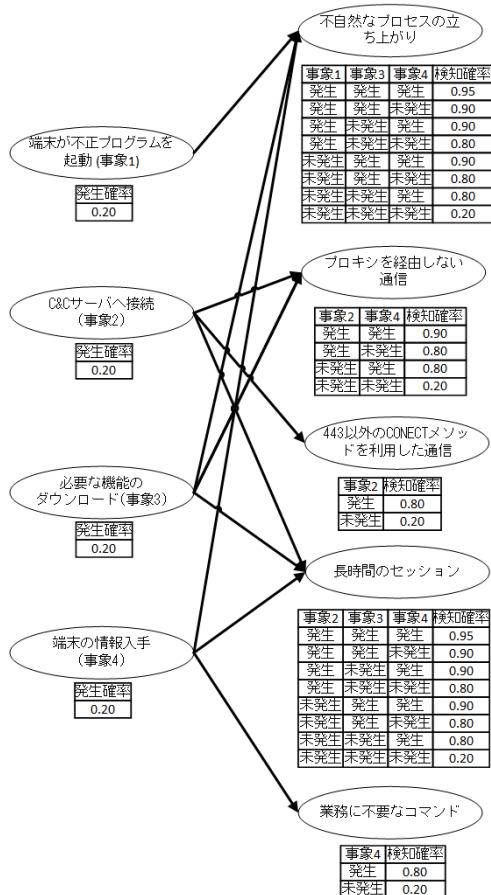 不自然なプロセスの立
ち上がり
事象1 事象3 事象4 検知確率
発生 発生 発生 0.95
発生 発生 未発生 0.90
発生 未発生 発生 0.90
発生 未発生 未発生 0.80
未発生 発生 発生 0.90
未発生 発生 未発生 0.80
未発生 未発生 発生 0.80
未発生 未発生 未発生 0.20
端末が不正プログラムを
起動(事象1)
発生確率
0.20
プロキシを経由しない
通信
事象2 事象4 検知確率
発生 発生 0.90
発生 未発生 0.80
未発生 発生 0.80
未発生 未発生 0.20
C&Cサーバへ接続
(事象2)
発生確率
0.20
443以外のCONECTメソッ
ドを利用した通信
事象2 検知確率
発生 0.80
未発生 0.20
必要な機能の
ダウンロード(事象3)
発生確率
0.20
長時間のセッション
事象2 事象3 事象4 検知確率
発生 発生 発生 0.95
発生 発生 未発生 0.90
発生 未発生 発生 0.90
発生 未発生 未発生 0.80
未発生 発生 発生 0.90
未発生 発生 未発生 0.80
未発生 未発生 発生 0.80
未発生 未発生 未発生 0.20
端末の情報入手
(事象4)
発生確率
0.20
業務に不要なコマンド
事象4 検知確率
発生 0.80
未発生 0.20